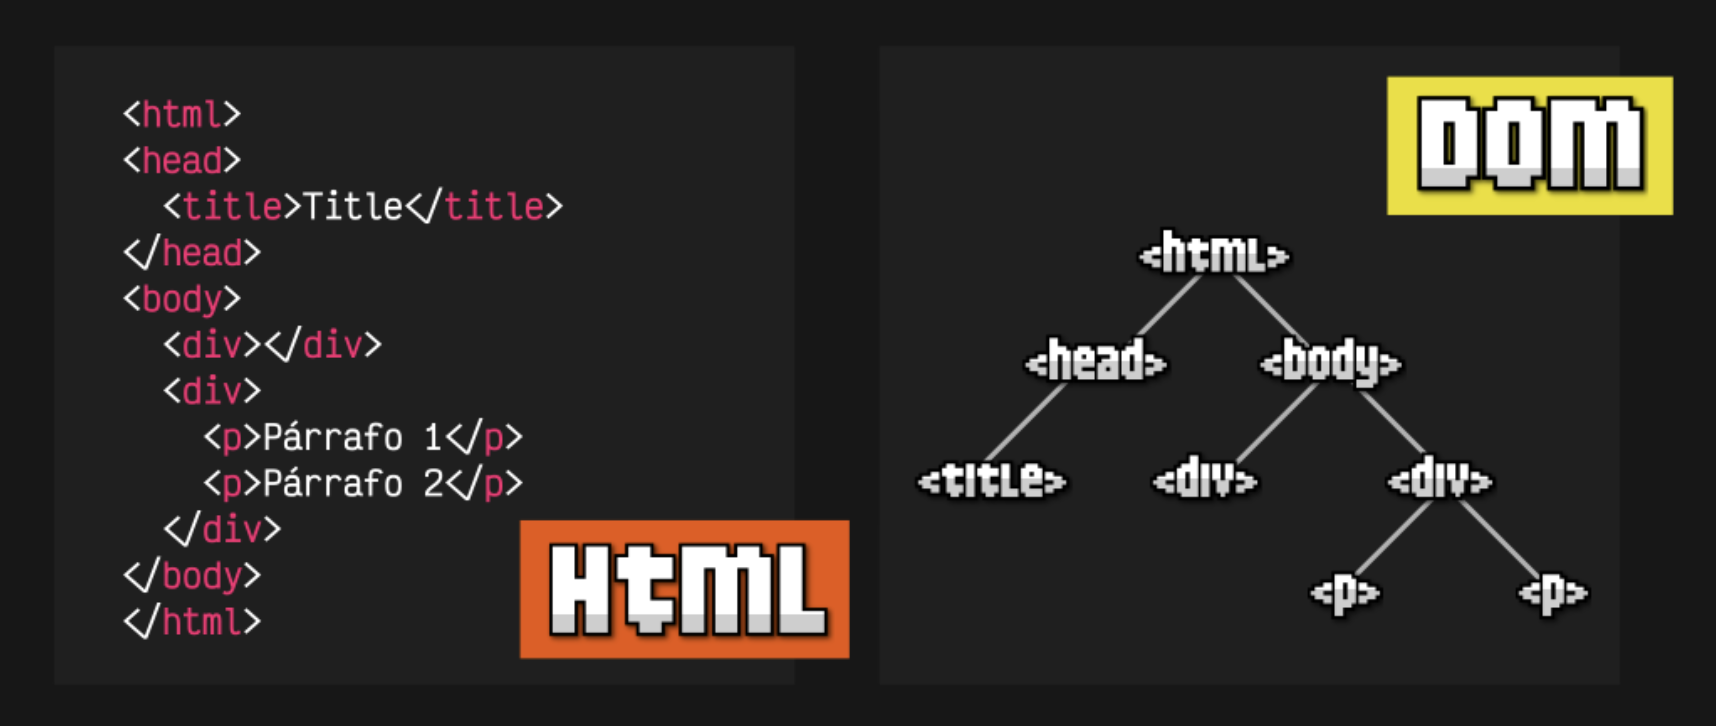 <html>
<head>
<title>Title</title>
</head>
<body>
<div></div>
<div>
<p>Párrafo 1</p>
<p>Párrafo 2</p>
</div>
</body>
</html>
HTML
DOM
<html>
<head> <body>
<title> <div> <div>
<p> <p>